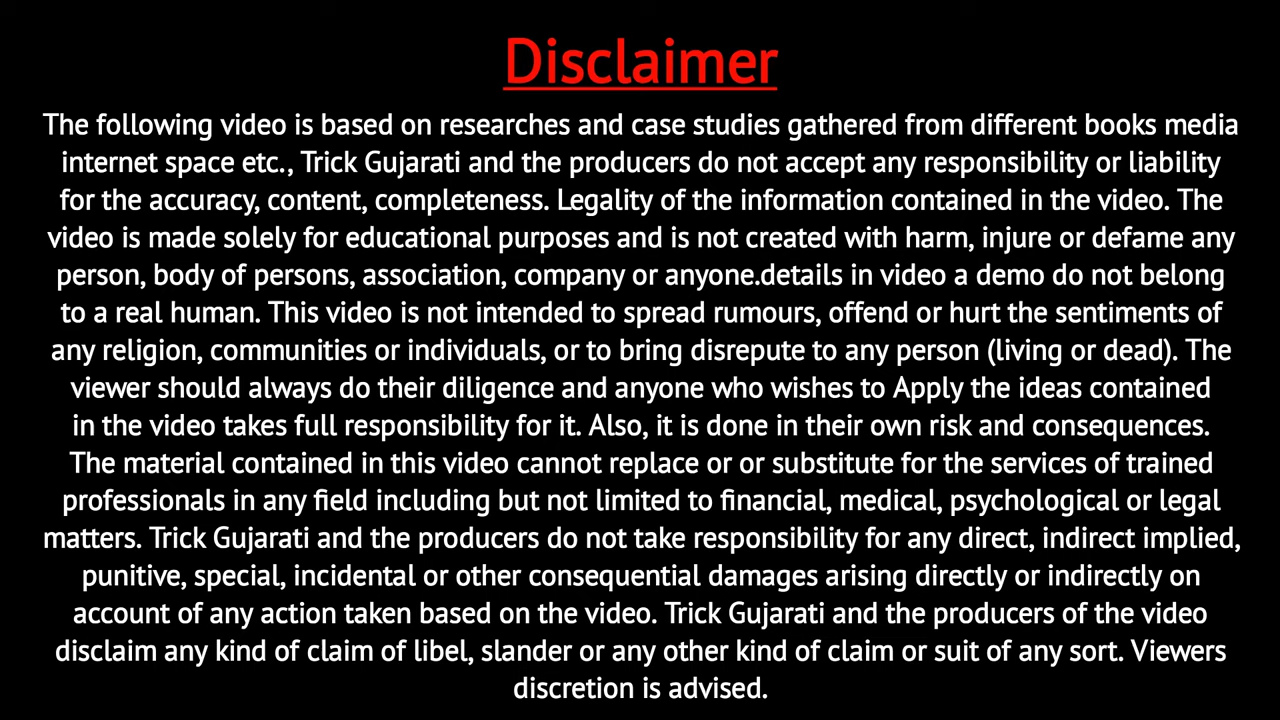 Disclaimer
The following video is based on researches and case studies gathered from different books media
internet space etc., Trick Gujarati and the producers do not accept any responsibility or liability
for the accuracy, content, completeness. Legality of the information contained in the video. The
video is made solely for educational purposes and is not created with harm, injure or defame any
person, body of persons, association, company or anyone.details in video a demo do not belong
to a real human. This video is not intended to spread rumours, offend or hurt the sentiments of
any religion, communities or individuals, or to bring disrepute to any person (living or dead). The
viewer should always do their diligence and anyone who wishes to Apply the ideas contained
in the video takes full responsibility for it. Also, it is done in their own risk and consequences.
The material contained in this video cannot replace or or substitute for the services of trained
professionals in any field including but not limited to financial, medical, psychological or legal
matters. Trick Gujarati and the producers do not take responsibility for any direct, indirect implied,
punitive, special, incidental or other consequential damages arising directly or indirectly on
account of any action taken based on the video. Trick Gujarati and the producers of the video
disclaim any kind of claim of libel, slander or any other kind of claim or suit of any sort. Viewers
discretion is advised.